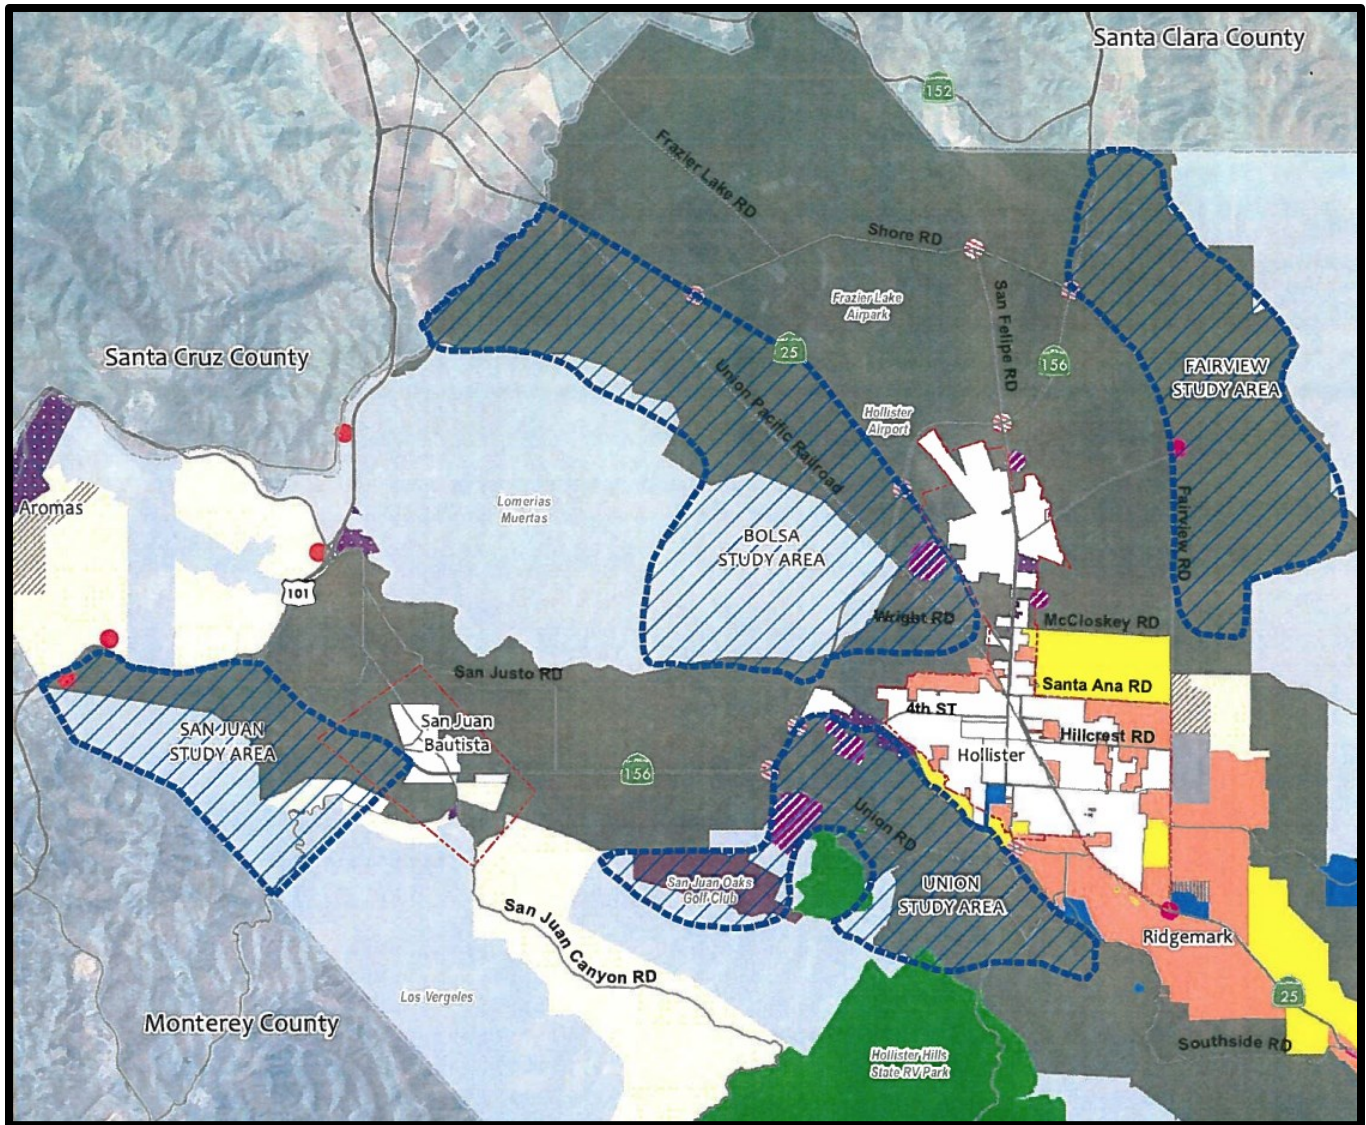 Santa Clara County
152
Frazier Lake RD
Shore RD
Frazier Lake
Airpark
San Felipe RD
25
156
Santa Cruz County
FAIRVIEW
STUDY AREA
Union Pacific Railroad
Hollister
Airport
Aromas
Lomerias
Muertas
BOLSA
STUDY AREA
Fairview RD
101
Wright RD
McCloskey RD
San Justo RD
Santa Ana RD
4th ST
SAN JUAN
STUDY AREA
San Juan
Bautista
Hillcrest RD
Hollister
156
Union RD
San Juan Oaks
Golf Club
UNION
STUDY AREA
San Juan Canyon RD
Ridgemark
Los Vergeles
25
Monterey County
Southside RD
Hollister Hills
State RV Park